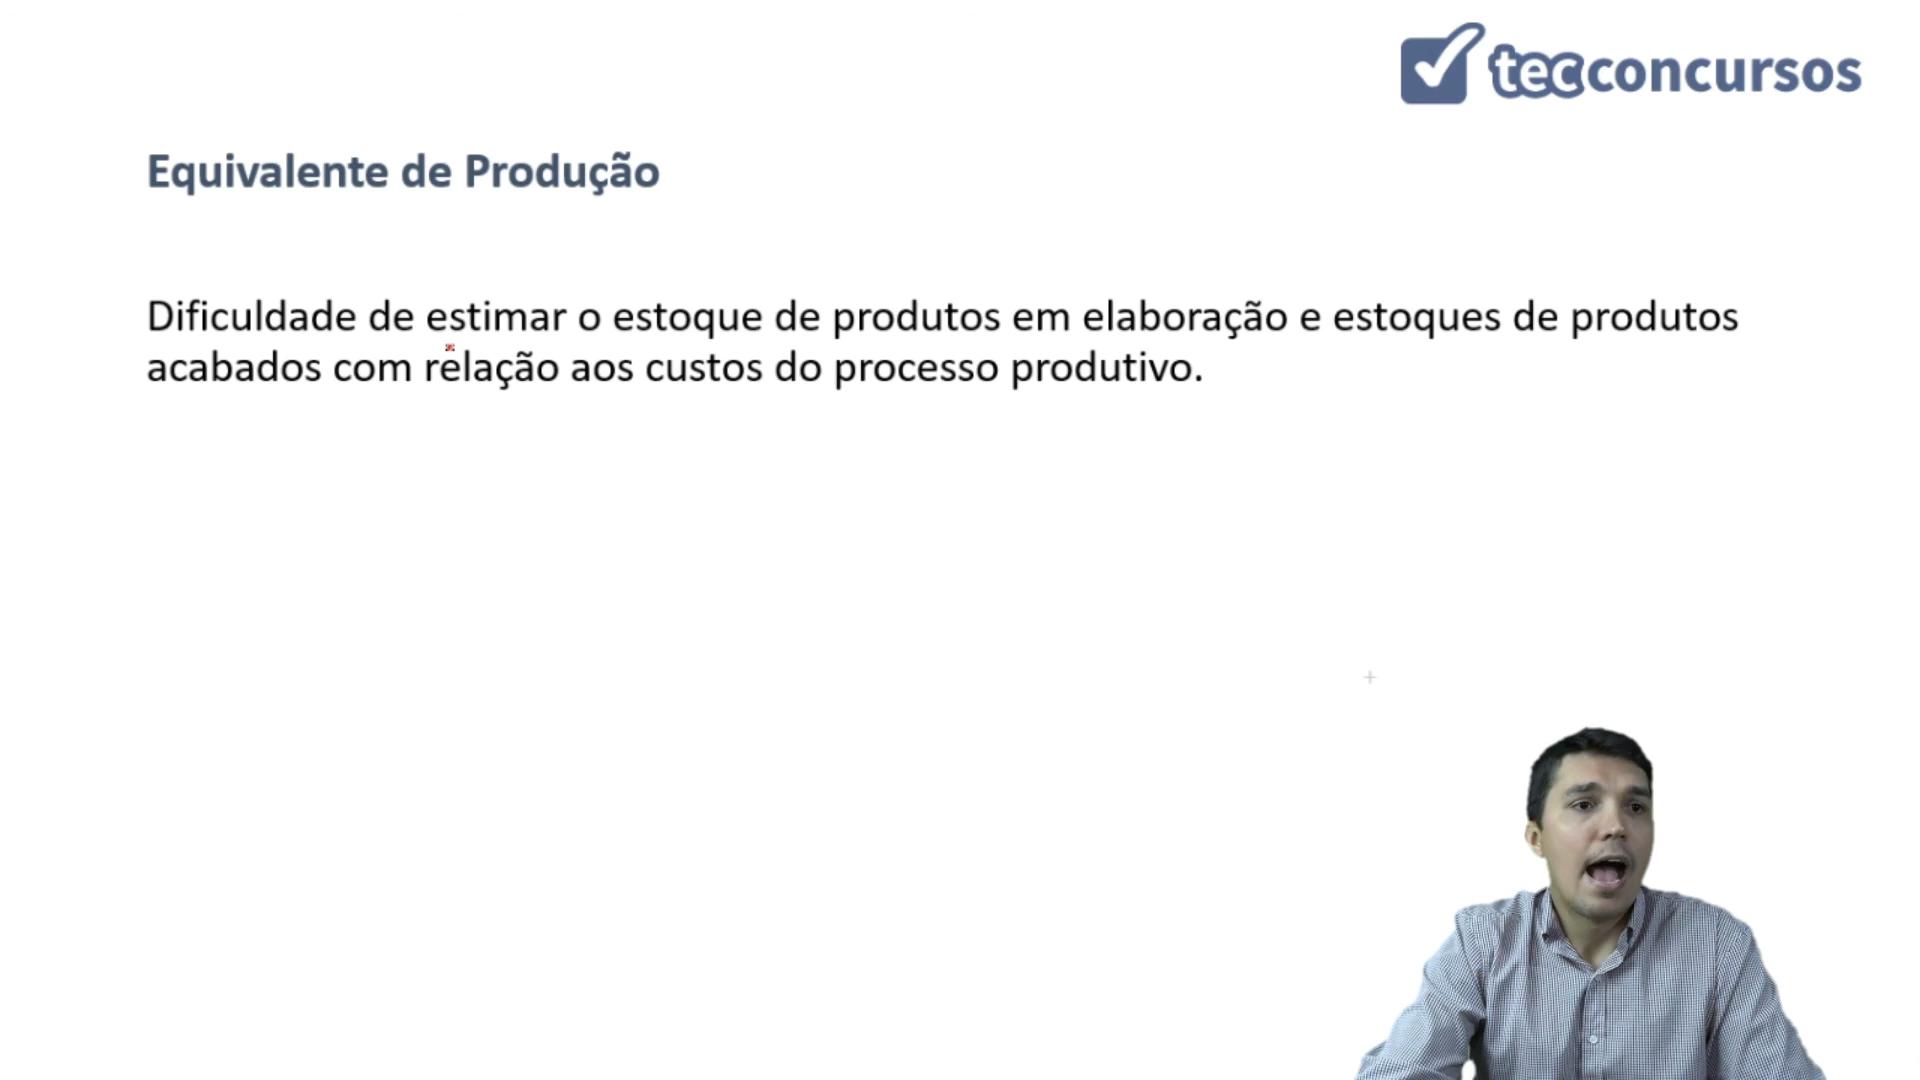 tecconcursos
Equivalente de Produção
Dificuldade de estimar o estoque de produtos em elaboração e estoques de produtos
acabados com relação aos custos do processo produtivo.